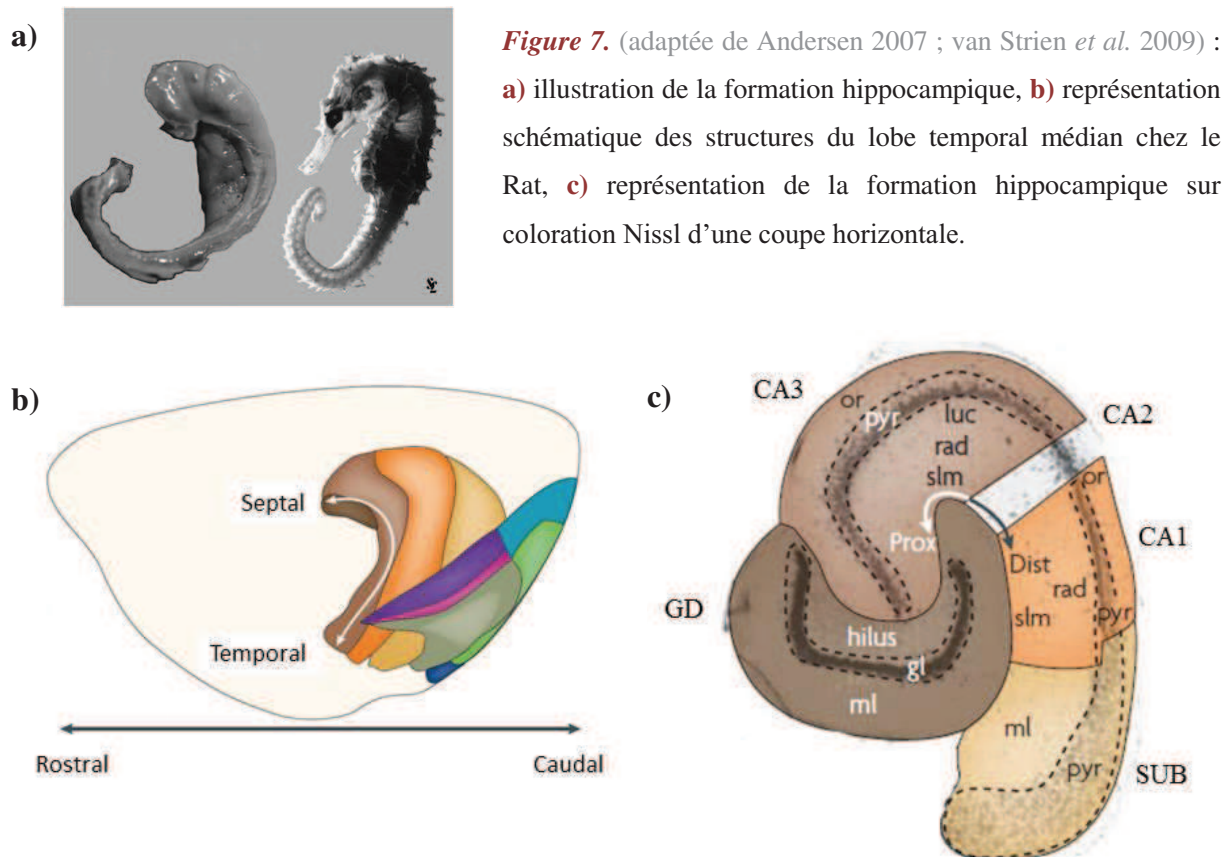 a)
Figure 7. (adaptée de Andersen 2007 ; van Strien et al. 2009) :
a) illustration de la formation hippocampique, b) représentation
schématique des structures du lobe temporal médian chez le
Rat, c) représentation de la formation hippocampique sur
coloration Nissl d'une coupe horizontale.
b)
Septal
Temporal
Rostral
Caudal
c)
CA3
or
pyr
luc
rad
slm
CA2
or
Prox
Dist
CA1
rad
slm
pyr
GD
hilus
gl
ml
ml
pyr
SUB